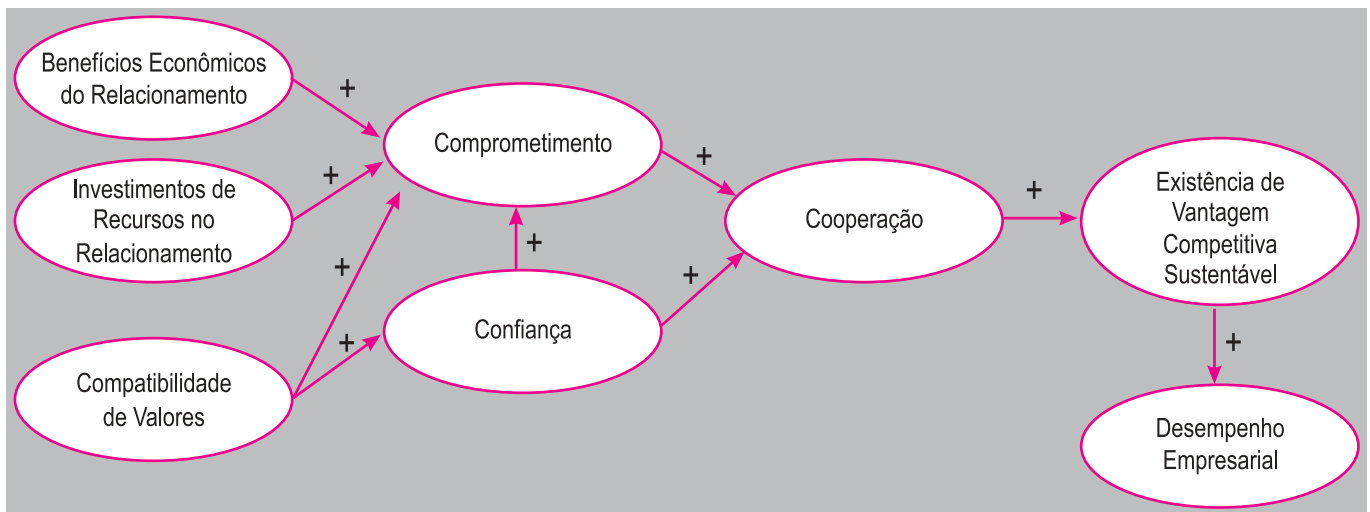 Benefícios Econômicos
do Relacionamento
+
Comprometimento
+
Investimentos de
Recursos no
Relacionamento
+
+
Compatibilidade
de Valores
+
Confiança
+
+
Cooperação
+
Existência de
Vantagem
Competitiva
Sustentável
+
Desempenho
Empresarial